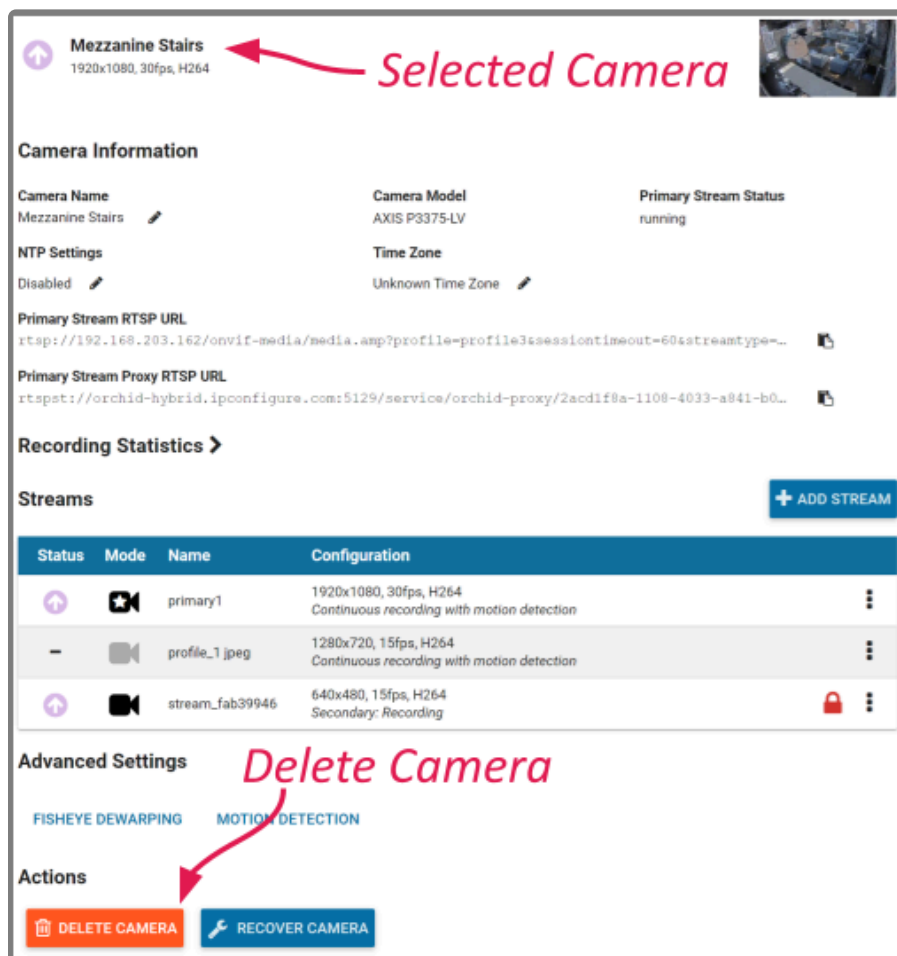 Mezzanine Stairs
1920x1080, 30fps, H264
Selected Camera
Camera Information
Camera Name Camera Model Primary Stream Status
Mezzanine Stairs AXIS P3375-LV running
NTP Settings Time Zone
Disabled Unknown Time Zone
Primary Stream RTSP URL
rtsp://192.168.203.162/onvif-media/media.amp?profile=profile3&sessiontimeout=60&streamtype=…
Primary Stream Proxy RTSP URL
rtspst://orchid-hybrid.ipconfigure.com:5129/service/orchid-proxy/2acd1f8a-1108-4033-a841-b0…
Recording Statistics
Streams
ADD STREAM
Status Mode Name Configuration
primary1 1920x1080, 30fps, H264
Continuous recording with motion detection
profile_1 jpeg 1280x720, 15fps, H264
Continuous recording with motion detection
stream_fab39946 640x480, 15fps, H264
Secondary: Recording
Advanced Settings
Delete Camera
FISHEYE DEWARPING MOTION DETECTION
Actions
DELETE CAMERA RECOVER CAMERA